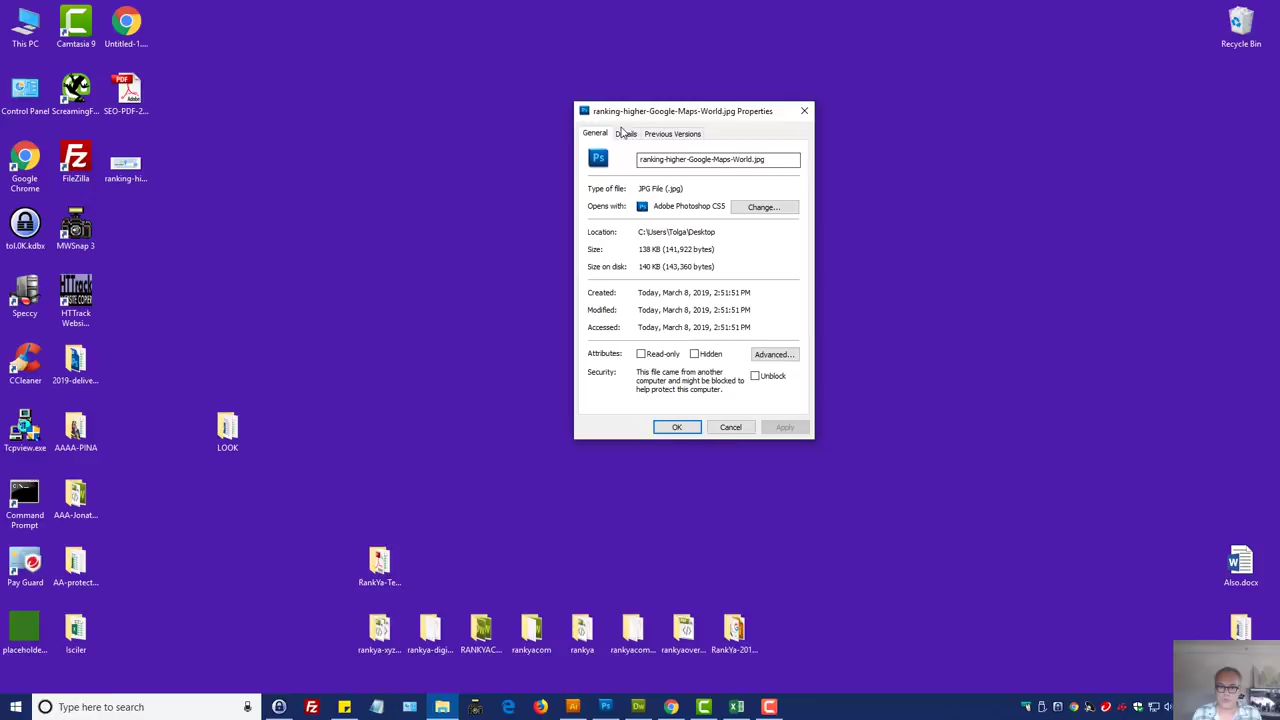 This PC
Camtasia 9
Untitled-1....
Recycle Bin
Control Panel
ScreamingF...
SEO-PDF-2...
Google
Chrome
FileZilla
ranking-hi...
tol.0K.kdbx
MWSnap 3
Speccy
HTTrack
Websi...
CCleaner
2019-delive...
Tcpview.exe
AAAA-PINA
LOOK
Command
Prompt
AAA-Jonat...
Pay Guard
AA-protect...
RankYa-Te...
Also.docx
placeholde...
lsciler
rankya-xyz...
rankya-digi...
RANKYAC...
rankyacom
rankya
rankyacom...
rankyaover...
RankYa-201...
ranking-higher-Google-Maps-World.jpg Properties
General
Details
Previous Versions
ranking-higher-Google-Maps-World.jpg
Type of file: JPG File (.jpg)
Opens with: Adobe Photoshop CS5 Change...
Location: C:\Users\Tolga\Desktop
Size: 138 KB (141,922 bytes)
Size on disk: 140 KB (143,360 bytes)
Created: Today, March 8, 2019, 2:51:51 PM
Modified: Today, March 8, 2019, 2:51:51 PM
Accessed: Today, March 8, 2019, 2:51:51 PM
Attributes: Read-only Hidden Advanced...
Security: This file came from another
computer and might be blocked to
help protect this computer.
Unblock
OK Cancel Apply
Type here to search